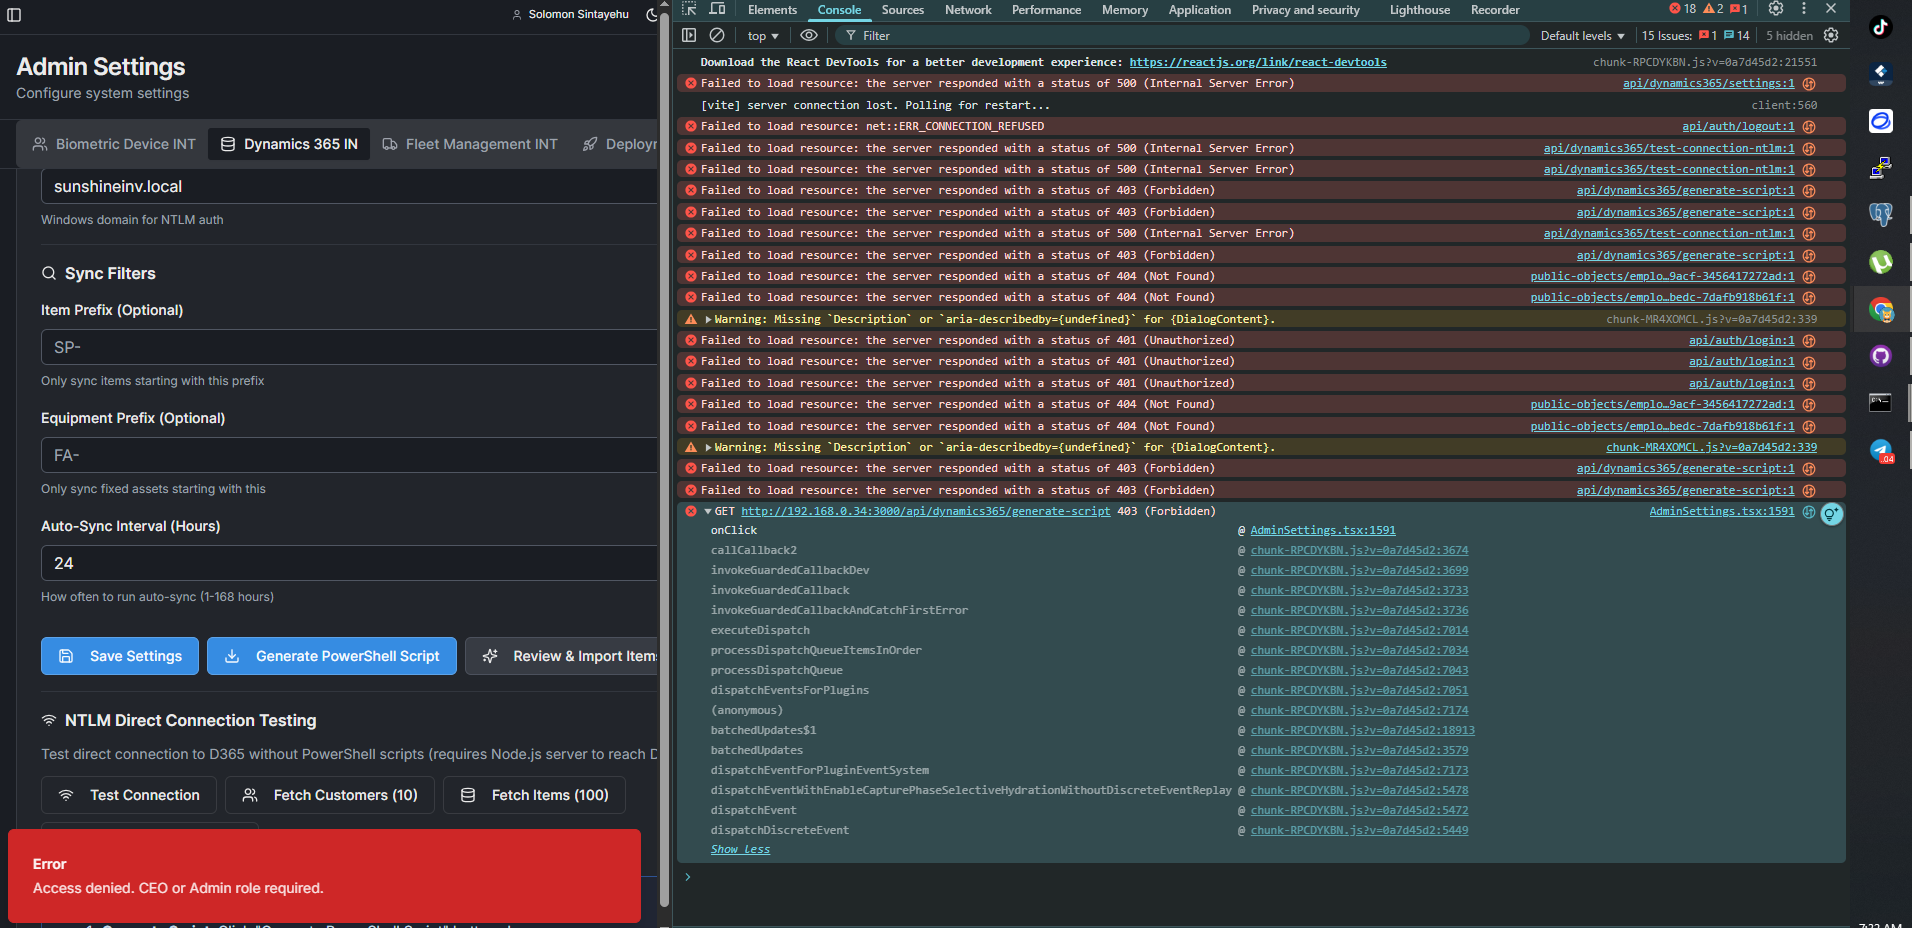 Solomon Sintayehu
Admin Settings
Configure system settings
Biometric Device INT
Dynamics 365 IN
Fleet Management INT
sunshineinv.local
Windows domain for NTLM auth
Sync Filters
Item Prefix (Optional)
SP-
Only sync items starting with this prefix
Equipment Prefix (Optional)
FA-
Only sync fixed assets starting with this
Auto-Sync Interval (Hours)
24
How often to run auto-sync (1-168 hours)
Save Settings
Generate PowerShell Script
Review & Import Items
NTLM Direct Connection Testing
Test direct connection to D365 without PowerShell scripts (requires Node.js server to reach D
Test Connection
Fetch Customers (10)
Fetch Items (100)
Error
Access denied. CEO or Admin role required.
Elements Console Sources Network Performance Memory Application Privacy and security Lighthouse Recorder 18 2 1
top Filter Default levels 15 Issues: 1 14 5 hidden
Download the React DevTools for a better development experience: https://reactjs.org/link/react-devtools chunk-RPCDYKBN.js?v=0a7d45d2:21551
Failed to load resource: the server responded with a status of 500 (Internal Server Error) api/dynamics365/settings:1
[vite] server connection lost. Polling for restart... client:560
Failed to load resource: net::ERR_CONNECTION_REFUSED api/auth/logout:1
Failed to load resource: the server responded with a status of 500 (Internal Server Error) api/dynamics365/test-connection-ntlm:1
Failed to load resource: the server responded with a status of 500 (Internal Server Error) api/dynamics365/test-connection-ntlm:1
Failed to load resource: the server responded with a status of 403 (Forbidden) api/dynamics365/generate-script:1
Failed to load resource: the server responded with a status of 403 (Forbidden) api/dynamics365/generate-script:1
Failed to load resource: the server responded with a status of 500 (Internal Server Error) api/dynamics365/test-connection-ntlm:1
Failed to load resource: the server responded with a status of 403 (Forbidden) api/dynamics365/generate-script:1
Failed to load resource: the server responded with a status of 404 (Not Found) public-objects/emplo…9acf-3456417272ad:1
Failed to load resource: the server responded with a status of 404 (Not Found) public-objects/emplo…bedc-7dafb918b61f:1
Warning: Missing `Description` or `aria-describedby={undefined}` for {DialogContent}. chunk-MR4XOMCL.js?v=0a7d45d2:339
Failed to load resource: the server responded with a status of 401 (Unauthorized) api/auth/login:1
Failed to load resource: the server responded with a status of 401 (Unauthorized) api/auth/login:1
Failed to load resource: the server responded with a status of 401 (Unauthorized) api/auth/login:1
Failed to load resource: the server responded with a status of 404 (Not Found) public-objects/emplo…9acf-3456417272ad:1
Failed to load resource: the server responded with a status of 404 (Not Found) public-objects/emplo…bedc-7dafb918b61f:1
Warning: Missing `Description` or `aria-describedby={undefined}` for {DialogContent}. chunk-MR4XOMCL.js?v=0a7d45d2:339
Failed to load resource: the server responded with a status of 403 (Forbidden) api/dynamics365/generate-script:1
Failed to load resource: the server responded with a status of 403 (Forbidden) api/dynamics365/generate-script:1
GET http://192.168.0.34:3000/api/dynamics365/generate-script 403 (Forbidden) AdminSettings.tsx:1591
onClick @ AdminSettings.tsx:1591
callCallback2 @ chunk-RPCDYKBN.js?v=0a7d45d2:3674
invokeGuardedCallbackDev @ chunk-RPCDYKBN.js?v=0a7d45d2:3699
invokeGuardedCallback @ chunk-RPCDYKBN.js?v=0a7d45d2:3733
invokeGuardedCallbackAndCatchFirstError @ chunk-RPCDYKBN.js?v=0a7d45d2:3736
executeDispatch @ chunk-RPCDYKBN.js?v=0a7d45d2:7014
processDispatchQueueItemsInOrder @ chunk-RPCDYKBN.js?v=0a7d45d2:7034
processDispatchQueue @ chunk-RPCDYKBN.js?v=0a7d45d2:7043
dispatchEventsForPlugins @ chunk-RPCDYKBN.js?v=0a7d45d2:7051
(anonymous) @ chunk-RPCDYKBN.js?v=0a7d45d2:7174
batchedUpdates$1 @ chunk-RPCDYKBN.js?v=0a7d45d2:18913
batchedUpdates @ chunk-RPCDYKBN.js?v=0a7d45d2:3579
dispatchEventForPluginEventSystem @ chunk-RPCDYKBN.js?v=0a7d45d2:7173
dispatchEventWithEnableCapturePhaseSelectiveHydrationWithoutDiscreteEventReplay @ chunk-RPCDYKBN.js?v=0a7d45d2:5478
dispatchEvent @ chunk-RPCDYKBN.js?v=0a7d45d2:5472
dispatchDiscreteEvent @ chunk-RPCDYKBN.js?v=0a7d45d2:5449
Show less